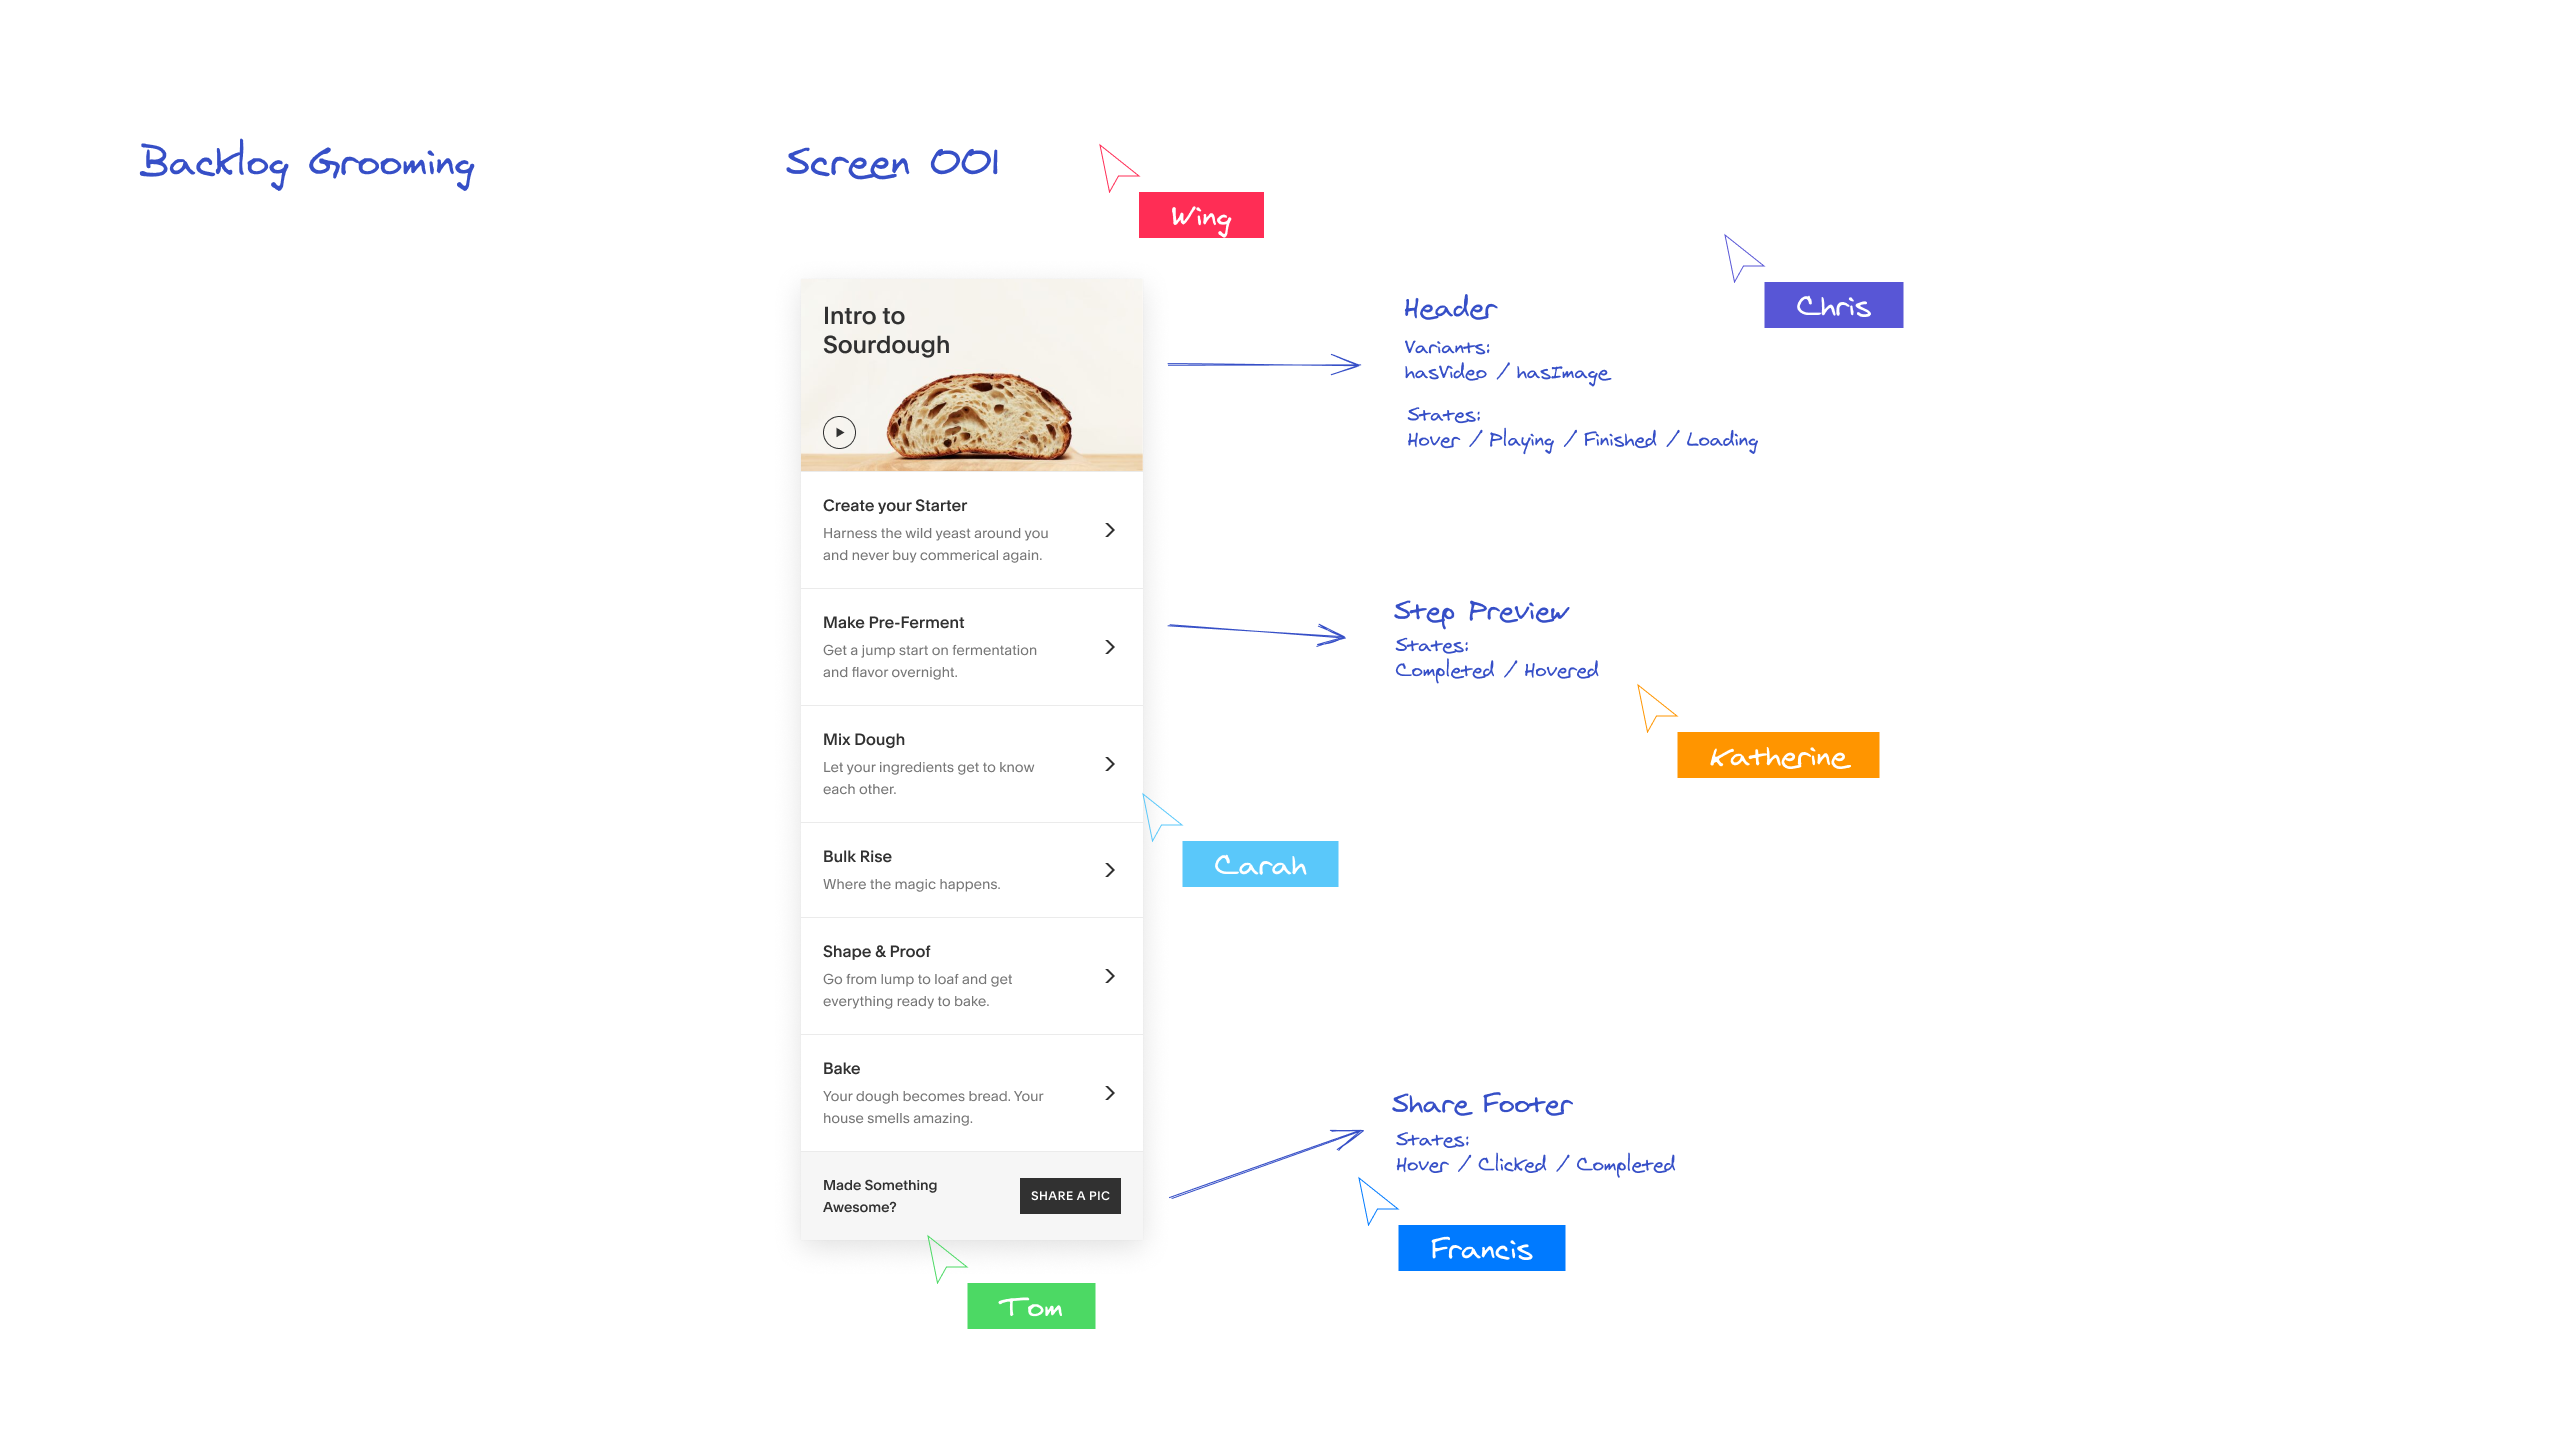 Backlog Grooming
Screen 001
Wing
Chris
Intro to
Sourdough
Header
Variants:
hasVideo / hasImage
States:
Hover / Playing / Finished / Loading
Create your Starter
Harness the wild yeast around you
and never buy commerical again.
Make Pre-Ferment
Get a jump start on fermentation
and flavor overnight.
Step Preview
States:
Completed / Hovered
Katherine
Mix Dough
Let your ingredients get to know
each other.
Carah
Bulk Rise
Where the magic happens.
Shape & Proof
Go from lump to loaf and get
everything ready to bake.
Bake
Your dough becomes bread. Your
house smells amazing.
Share Footer
States:
Hover / Clicked / Completed
Made Something
Awesome?
SHARE A PIC
Francis
Tom